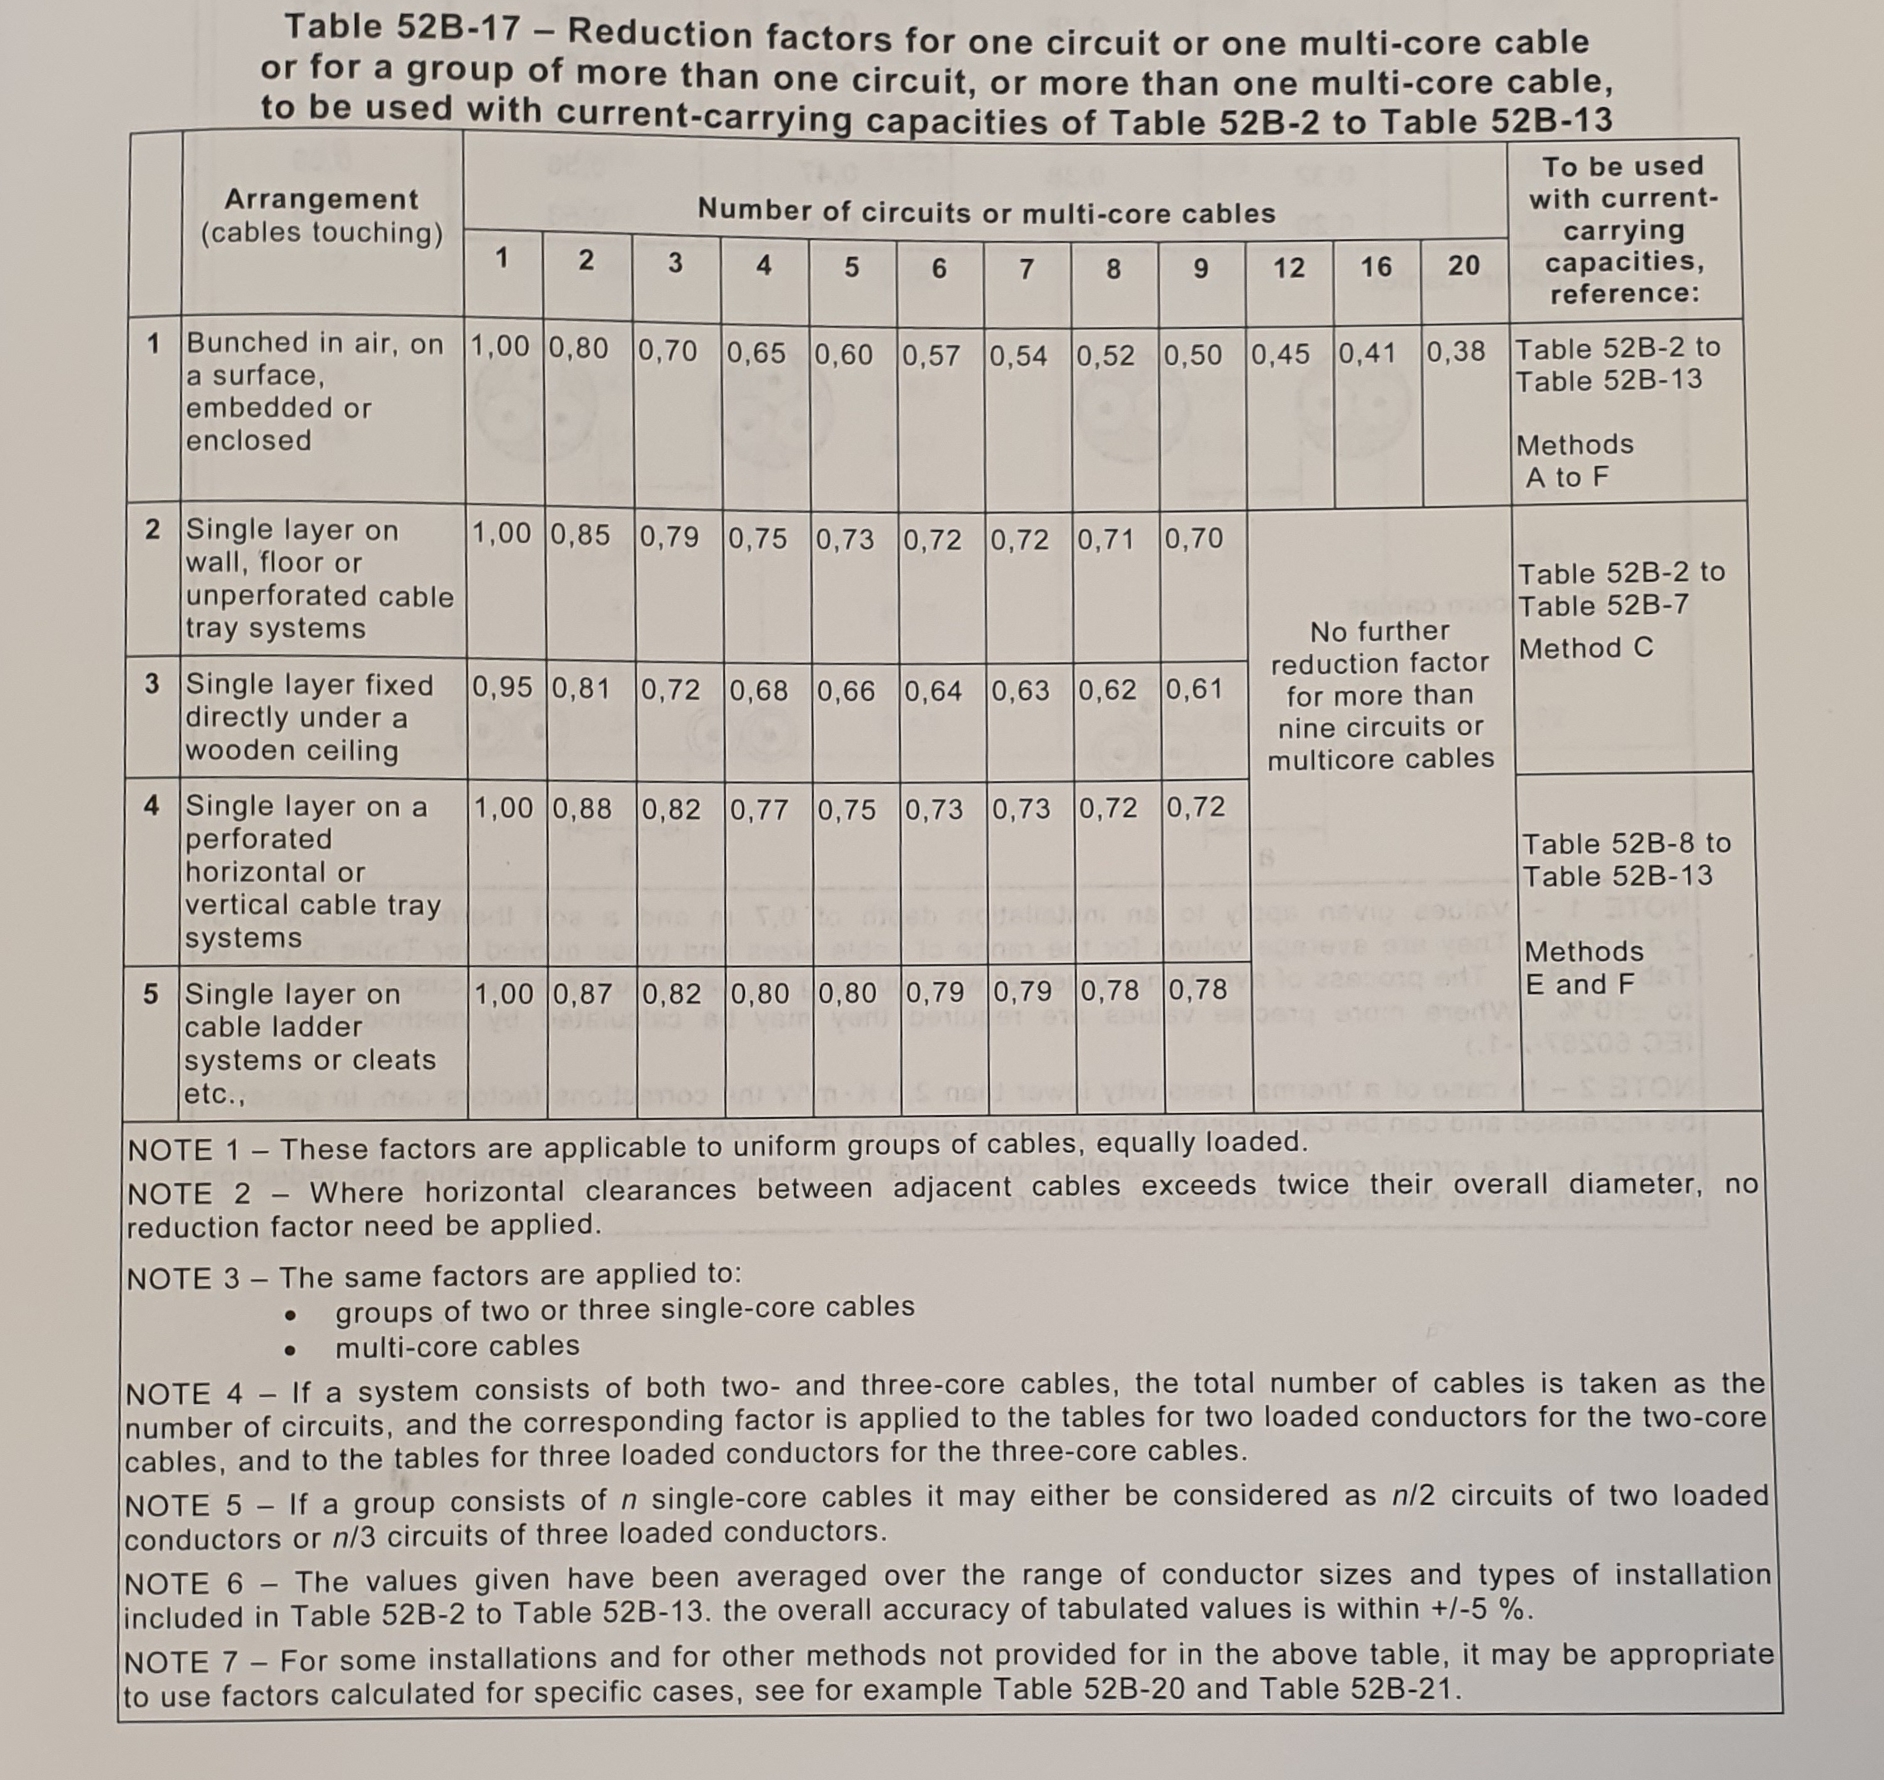 Table 52B-17 – Reduction factors for one circuit or one multi-core cable
or for a group of more than one circuit, or more than one multi-core cable,
to be used with current-carrying capacities of Table 52B-2 to Table 52B-13
Arrangement
(cables touching)
Number of circuits or multi-core cables
To be used
with current-
carrying
capacities,
reference:
1 2 3 4 5 6 7 8 9 12 16 20
1 Bunched in air, on
a surface,
embedded or
enclosed
1,00 0,80 0,70 0,65 0,60 0,57 0,54 0,52 0,50 0,45 0,41 0,38
Table 52B-2 to
Table 52B-13
Methods
A to F
2 Single layer on
wall, floor or
unperforated cable
tray systems
1,00 0,85 0,79 0,75 0,73 0,72 0,72 0,71 0,70
3 Single layer fixed
directly under a
wooden ceiling
0,95 0,81 0,72 0,68 0,66 0,64 0,63 0,62 0,61
No further
reduction factor
for more than
nine circuits or
multicore cables
Table 52B-2 to
Table 52B-7
Method C
4 Single layer on a
perforated
horizontal or
vertical cable tray
systems
1,00 0,88 0,82 0,77 0,75 0,73 0,73 0,72 0,72
5 Single layer on
cable ladder
systems or cleats
etc.,
1,00 0,87 0,82 0,80 0,80 0,79 0,79 0,78 0,78
Table 52B-8 to
Table 52B-13
Methods
E and F
NOTE 1 – These factors are applicable to uniform groups of cables, equally loaded.
NOTE 2 – Where horizontal clearances between adjacent cables exceeds twice their overall diameter, no
reduction factor need be applied.
NOTE 3 – The same factors are applied to:
• groups of two or three single-core cables
• multi-core cables
NOTE 4 – If a system consists of both two- and three-core cables, the total number of cables is taken as the
number of circuits, and the corresponding factor is applied to the tables for two loaded conductors for the two-core
cables, and to the tables for three loaded conductors for the three-core cables.
NOTE 5 – If a group consists of n single-core cables it may either be considered as n/2 circuits of two loaded
conductors or n/3 circuits of three loaded conductors.
NOTE 6 – The values given have been averaged over the range of conductor sizes and types of installation
included in Table 52B-2 to Table 52B-13. the overall accuracy of tabulated values is within +/-5 %.
NOTE 7 – For some installations and for other methods not provided for in the above table, it may be appropriate
to use factors calculated for specific cases, see for example Table 52B-20 and Table 52B-21.